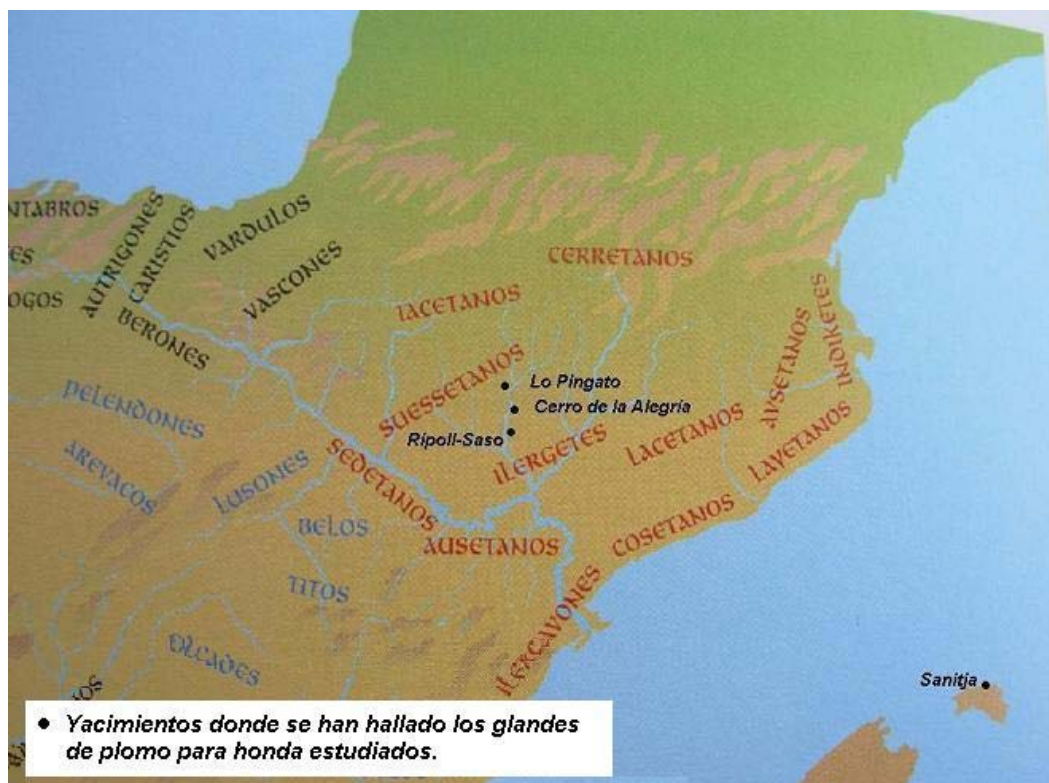 NTABROS
AUTRIGONES
CARISTIOS
VARDULOS
VASCONES
OGOS
BERONES
CERRETANOS
IACETANOS
INDIKETES
AUSETANOS
SUESSETANOS
Lo Pingato
Cerro de la Alegría
Ripoll-Saso
PELENDONES
AREVACOS
LUSONES
SEDETANOS
ILERGETES
LACETANOS
LAYETANOS
BELOS
AUSETANOS
COSETANOS
TITOS
OLCADES
ILERCAVONES
Sanitja
• Yacimientos donde se han hallado los glandes
de plomo para honda estudiados.